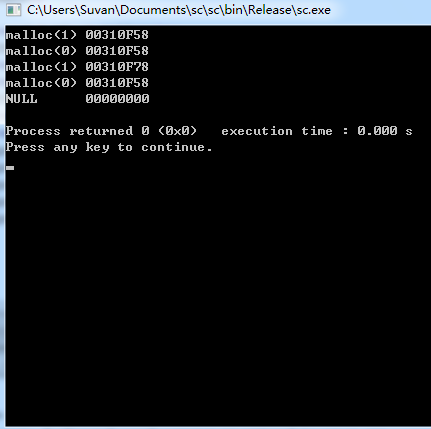 C:\Users\Suvan\Documents\sc\sc\bin\Release\sc.exe
malloc(1) 00310F58
malloc(0) 00310F58
malloc(1) 00310F78
malloc(0) 00310F58
NULL      00000000
Process returned 0 (0x0)   execution time : 0.000 s
Press any key to continue.